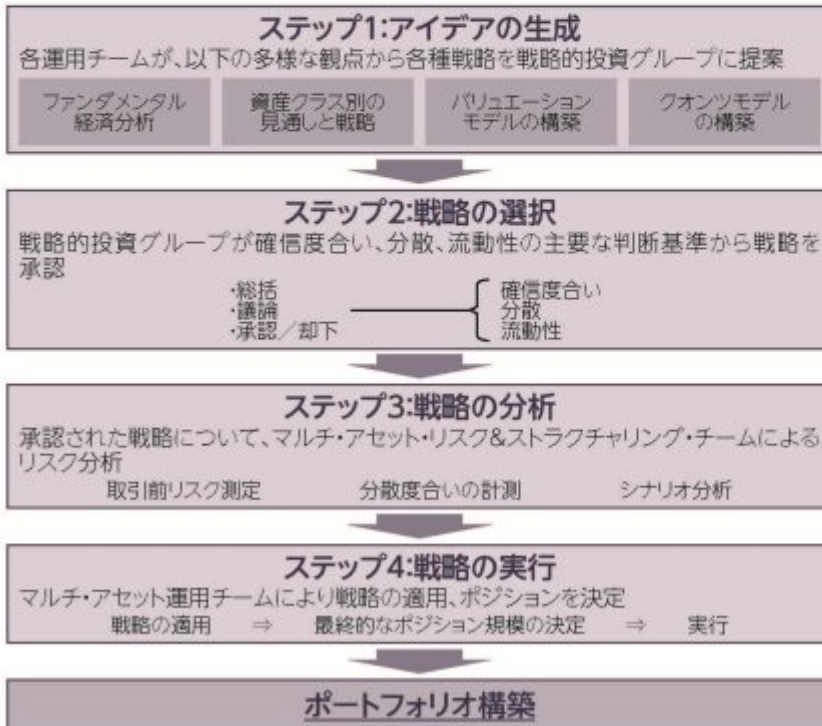 ステップ1:アイデアの生成
各運用チームが、以下の多様な観点から各種戦略を戦略的投資グループに提案
ファンダメンタル
経済分析
資産クラス別の
見通しと戦略
バリュエーション
モデルの構築
クオンツモデル
の構築
ステップ2:戦略の選択
戦略的投資グループが確信度合い、分散、流動性の主要な判断基準から戦略を
承認
・総括
・議論
・承認／却下
確信度合い
分散
流動性
ステップ3:戦略の分析
承認された戦略について、マルチ・アセット・リスク&ストラクチャリング・チームによる
リスク分析
取引前リスク測定 分散度合いの計測 シナリオ分析
ステップ4:戦略の実行
マルチ・アセット運用チームにより戦略の適用、ポジションを決定
戦略の適用 ⇒ 最終的なポジション規模の決定 ⇒ 実行
ポートフォリオ構築